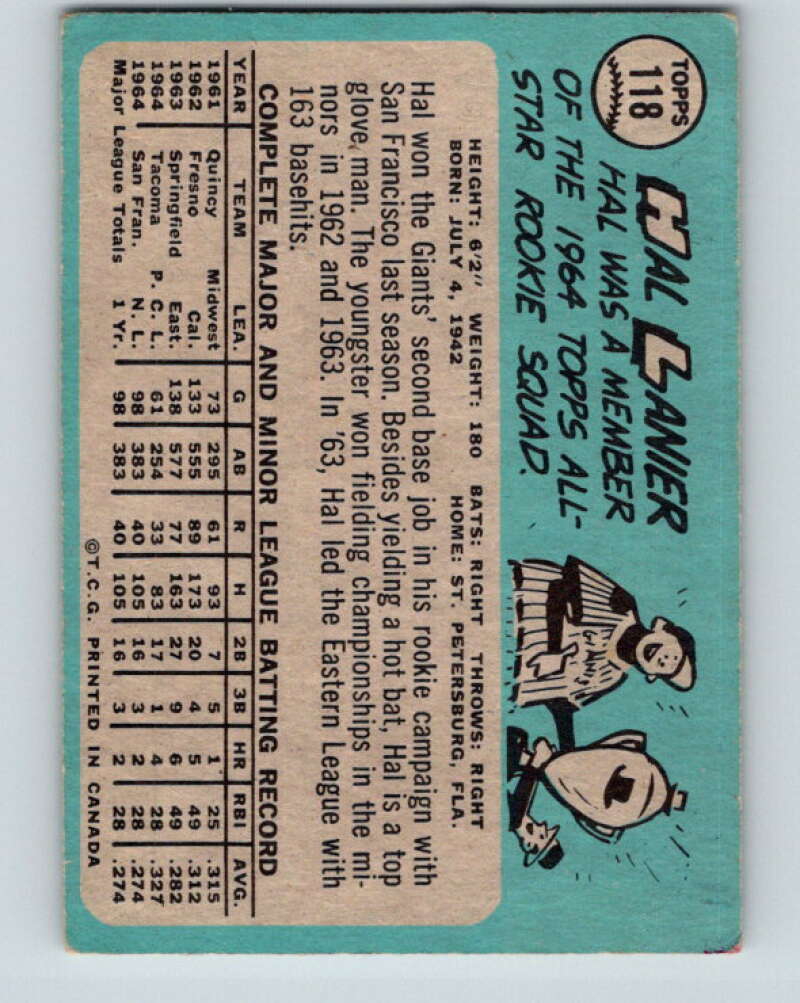 TOPPS
118
HAL LANIER
HAL WAS A MEMBER
OF THE 1964 TOPPS ALL-
STAR ROOKIE SQUAD.
GIANTS
HEIGHT: 6'2" WEIGHT: 180 BATS: RIGHT THROWS: RIGHT
BORN: JULY 4, 1942 HOME: ST. PETERSBURG, FLA.
Hal won the Giants' second base job in his rookie campaign with
San Francisco last season. Besides yielding a hot bat, Hal is a top
glove man. The youngster won fielding championships in the mi-
nors in 1962 and 1963. In '63, Hal led the Eastern League with
163 basehits.
COMPLETE MAJOR AND MINOR LEAGUE BATTING RECORD
YEAR TEAM LEA. G AB R H 2B 3B HR RBI AVG.
1961 Quincy Midwest 73 295 61 93 7 5 1 25 .315
1962 Fresno Cal. 133 555 89 173 20 4 5 49 .312
1963 Springfield East. 138 577 77 163 27 9 6 49 .282
1964 Tacoma P. C. L. 61 254 33 83 17 1 4 28 .327
1964 San Fran. N. L. 98 383 40 105 16 3 2 28 .274
Major League Totals 1 Yr. 98 383 40 105 16 3 2 28 .274
©T.C.G. PRINTED IN CANADA